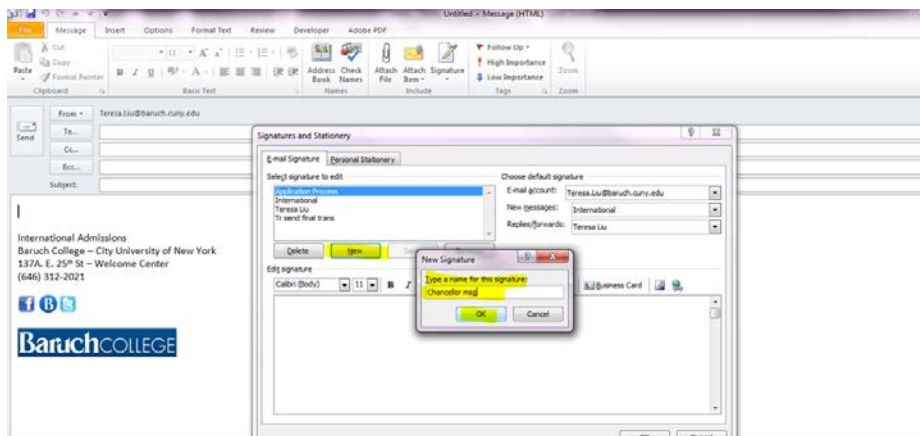 Untitled - Message (HTML)
File Message Insert Options Format Text Review Developer Adobe PDF
Paste
Cut
Copy
Format Painter
Clipboard
11
B I U
Basic Text
Address Book
Check Names
Names
Attach File
Attach Item
Signature
Include
Follow Up
High Importance
Low Importance
Tags
Zoom
Zoom
Send
From
Teresa.Liu@baruch.cuny.edu
To...
Cc...
Bcc...
Subject:
International Admissions
Baruch College – City University of New York
137A. E. 25th St – Welcome Center
(646) 312-2021
BaruchCOLLEGE
Signatures and Stationery
E-mail Signature Personal Stationery
Select signature to edit
Application Process
International
Teresa Liu
Tr send final trans
Delete New
Choose default signature
E-mail account: Teresa.Liu@baruch.cuny.edu
New messages: International
Replies/forwards: Teresa Liu
Edit signature
Calibri (Body) 11 B I
Business Card
New Signature
Type a name for this signature:
Chancellor msg
OK Cancel